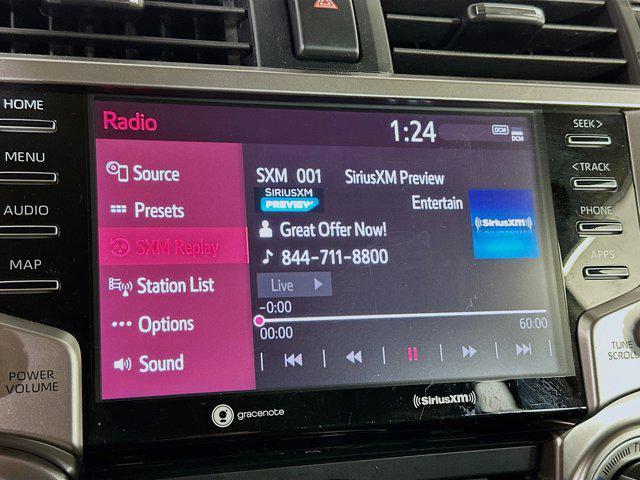 HOME
MENU
AUDIO
MAP
POWER
VOLUME
Radio
1:24
DCM
DCM
Source
Presets
SXM Replay
Station List
Options
Sound
SXM 001 SiriusXM Preview
SIRIUSXM
PREVIEW
Entertain
Great Offer Now!
844-711-8800
((SiriusXM))
Live
-0:00
00:00
60:00
gracenote
((SiriusXM))
SEEK>
<TRACK
PHONE
APPS
TUNE
SCROLL